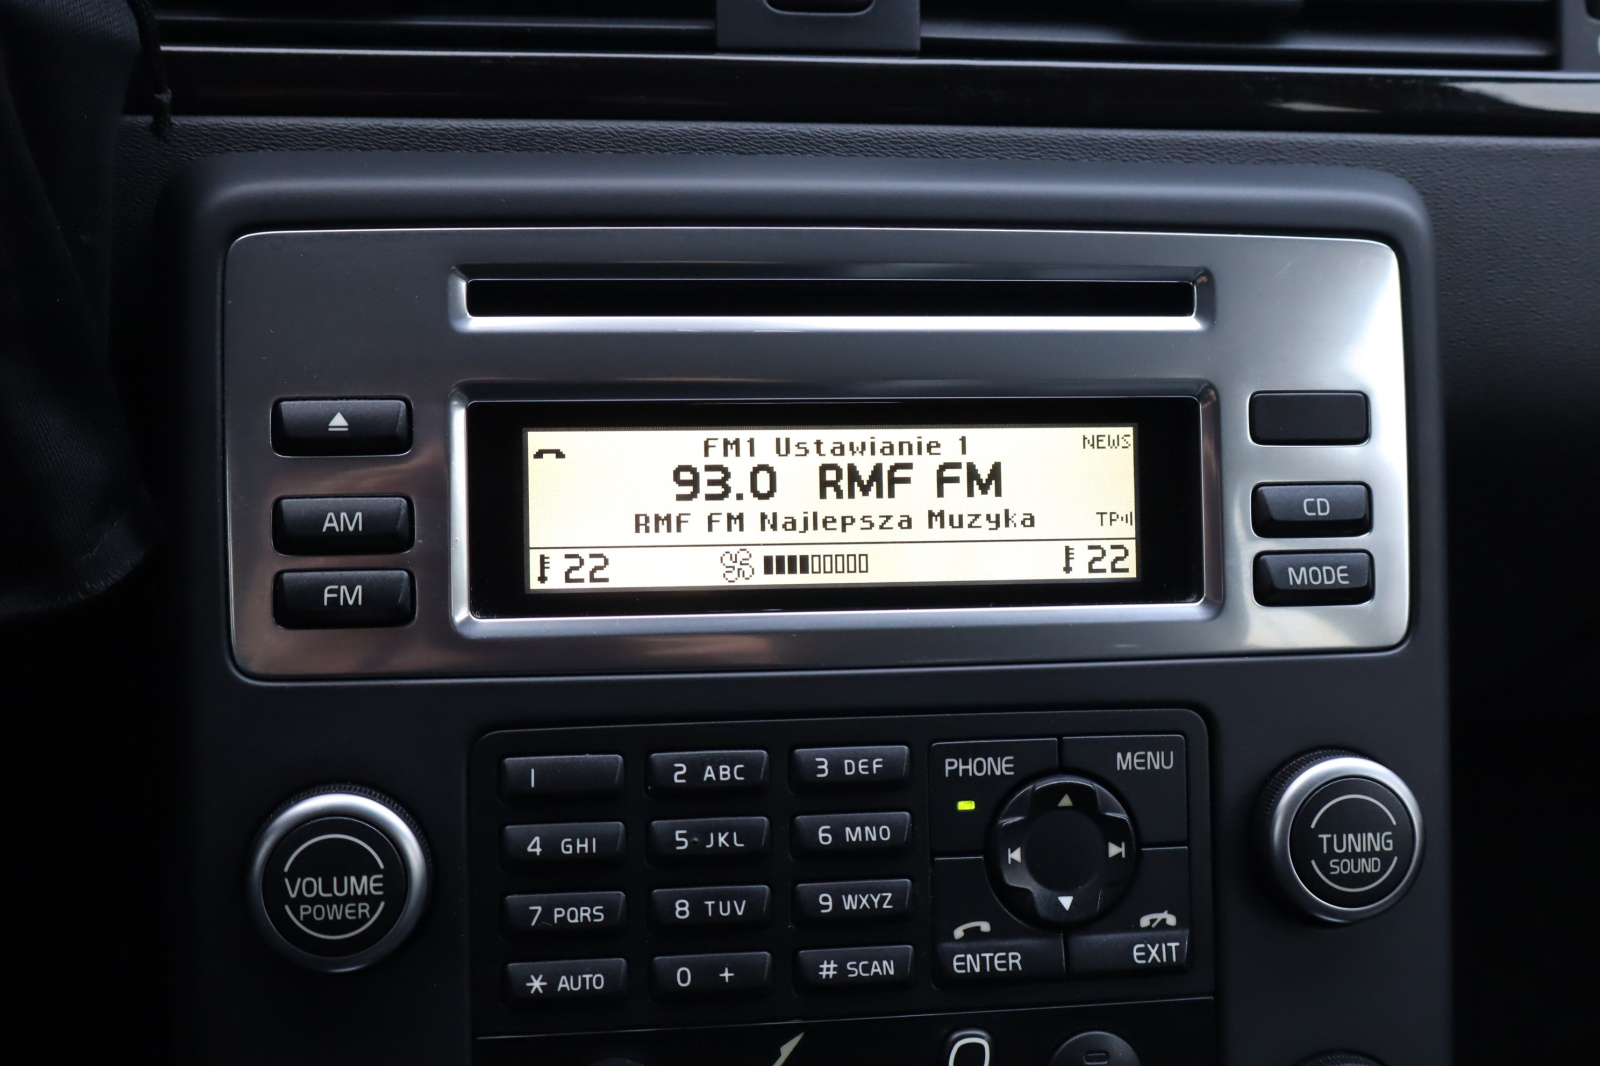 FM1 Ustawianie 1
NEWS
93.0 RMF FM
RMF FM Najlepsza Muzyka
TP
22
22
AM
FM
CD
MODE
1
2 ABC
3 DEF
4 GHI
5 JKL
6 MNO
7 PQRS
8 TUV
9 WXYZ
* AUTO
0 +
# SCAN
PHONE
MENU
ENTER
EXIT
VOLUME
POWER
TUNING
SOUND